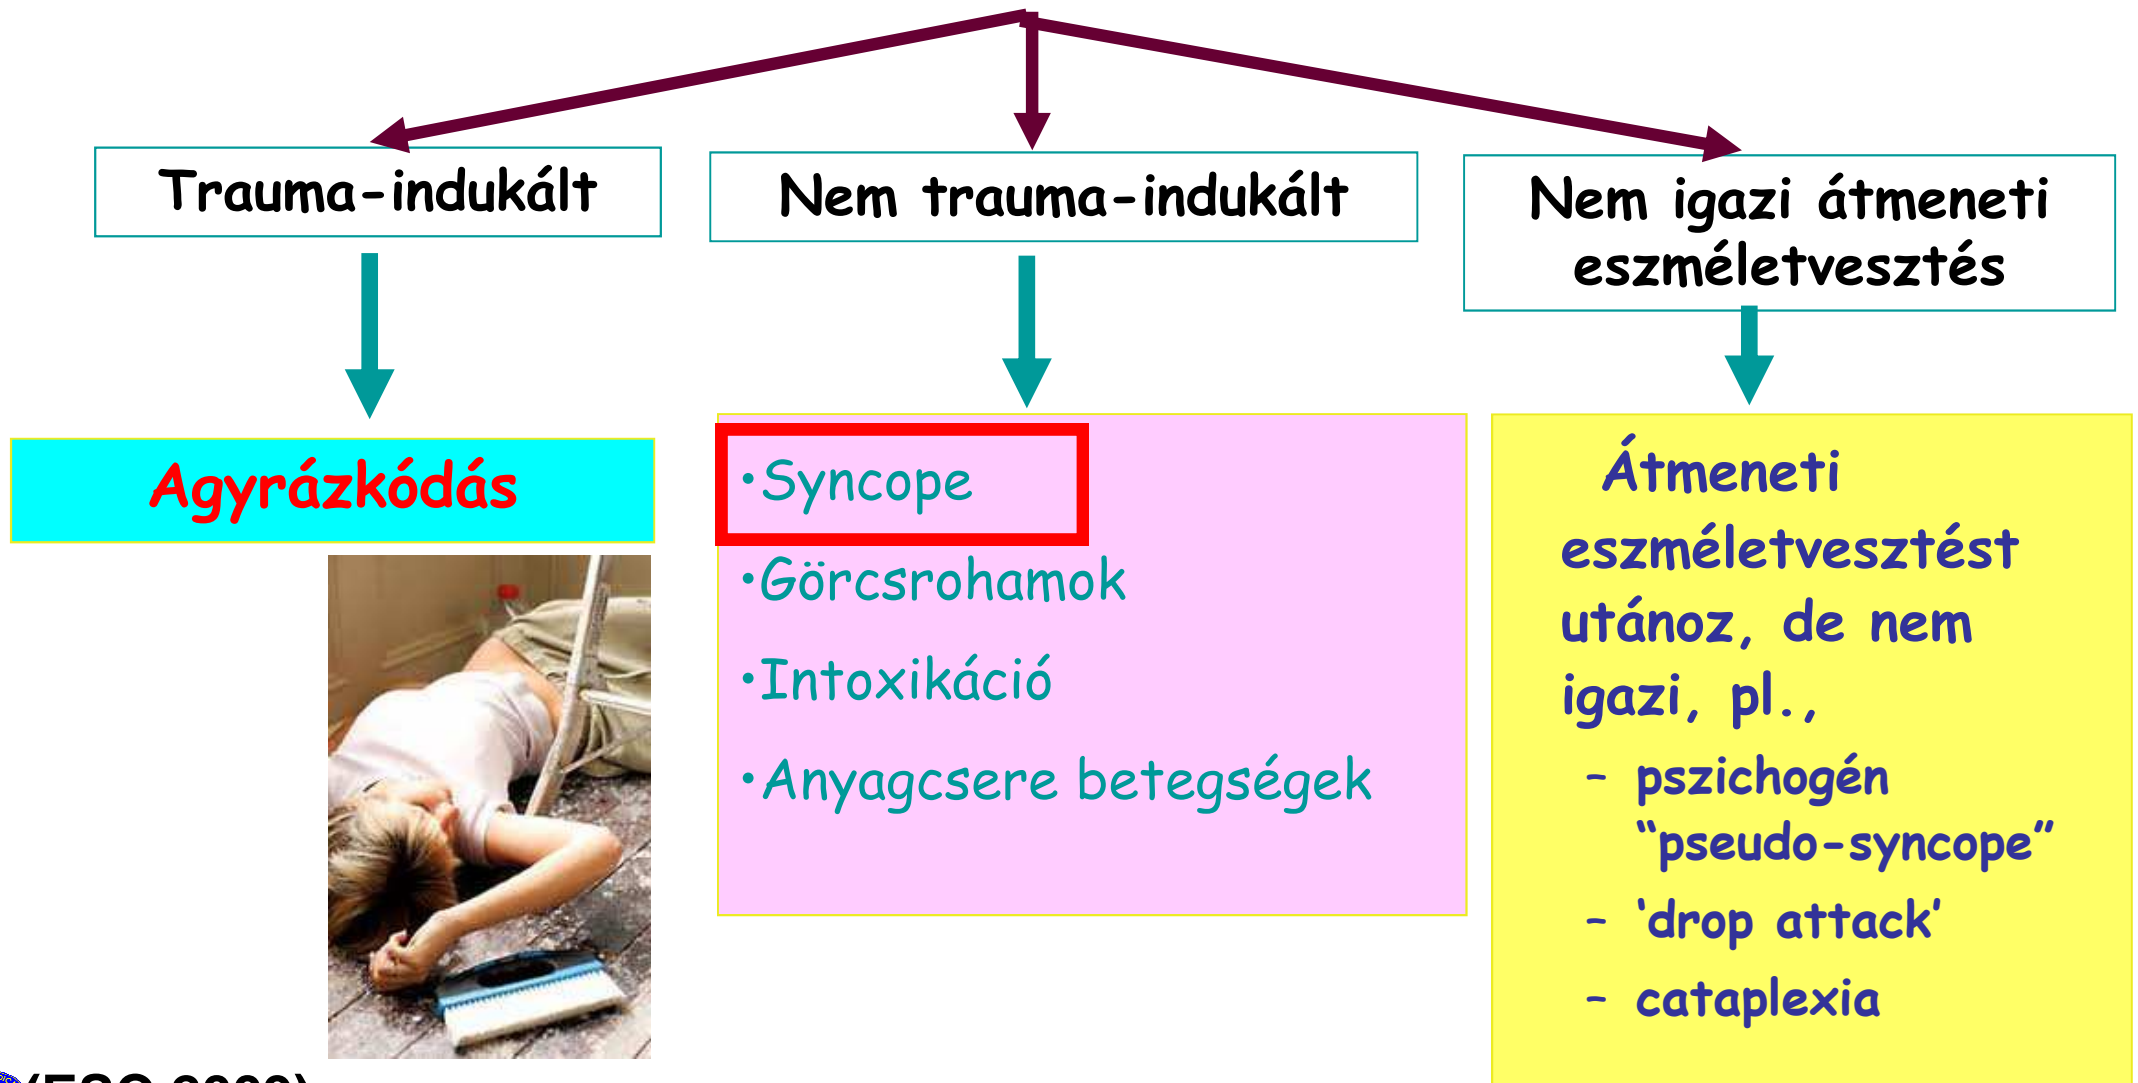 Trauma-indukált
Nem trauma-indukált
Nem igazi átmeneti
eszméletvesztés
Agyrázkódás
•Syncope
•Görcsrohamok
•Intoxikáció
•Anyagcsere betegségek
Átmeneti
eszméletvesztést
utánoz, de nem
igazi, pl.,
– pszichogén
“pseudo-syncope”
– ‘drop attack’
– cataplexia